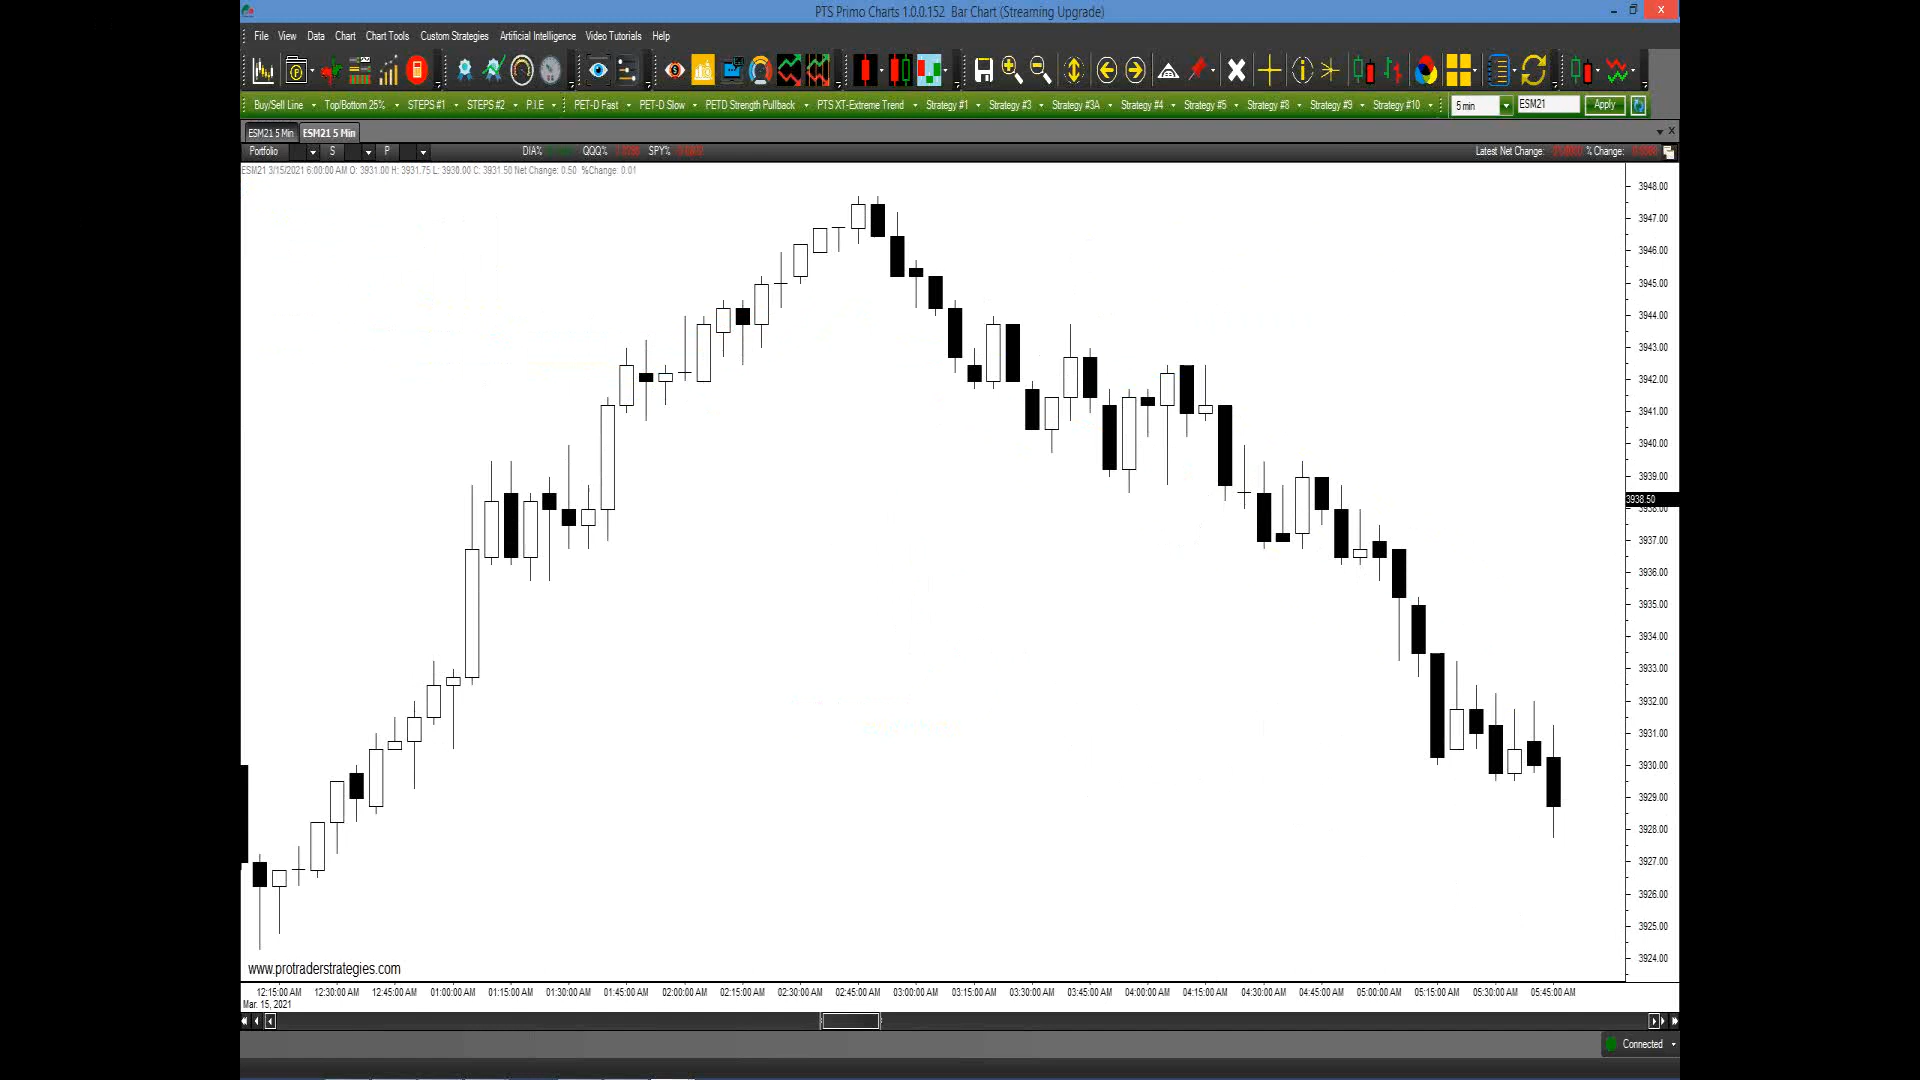 PTS Primo Charts 1.0.0.152 Bar Chart (Streaming Upgrade)
File View Data Chart Chart Tools Custom Strategies Artificial Intelligence Video Tutorials Help
Buy/Sell Line Top/Bottom 25% STEPS #1 STEPS #2 P.I.E PET-D Fast PET-D Slow PETD Strength Pullback PTS XT-Extreme Trend Strategy #1 Strategy #3 Strategy #3A Strategy #4 Strategy #5 Strategy #8 Strategy #9 Strategy #10 5 min ESM21 Apply
ESM21 5 Min ESM21 5 Min
Portfolio S P DIA% QQQ% SPY% Latest Net Change: % Change:
ESM21 3/15/2021 6:00:00 AM O: 3931.00 H: 3931.75 L: 3930.00 C: 3931.50 Net Change: 0.50 %Change: 0.01
3948.00
3947.00
3946.00
3945.00
3944.00
3943.00
3942.00
3941.00
3940.00
3939.00
3938.50
3938.00
3937.00
3936.00
3935.00
3934.00
3933.00
3932.00
3931.00
3930.00
3929.00
3928.00
3927.00
3926.00
3925.00
3924.00
www.protraderstrategies.com
12:15:00 AM 12:30:00 AM 12:45:00 AM 01:00:00 AM 01:15:00 AM 01:30:00 AM 01:45:00 AM 02:00:00 AM 02:15:00 AM 02:30:00 AM 02:45:00 AM 03:00:00 AM 03:15:00 AM 03:30:00 AM 03:45:00 AM 04:00:00 AM 04:15:00 AM 04:30:00 AM 04:45:00 AM 05:00:00 AM 05:15:00 AM 05:30:00 AM 05:45:00 AM
Mar. 15, 2021
Connected